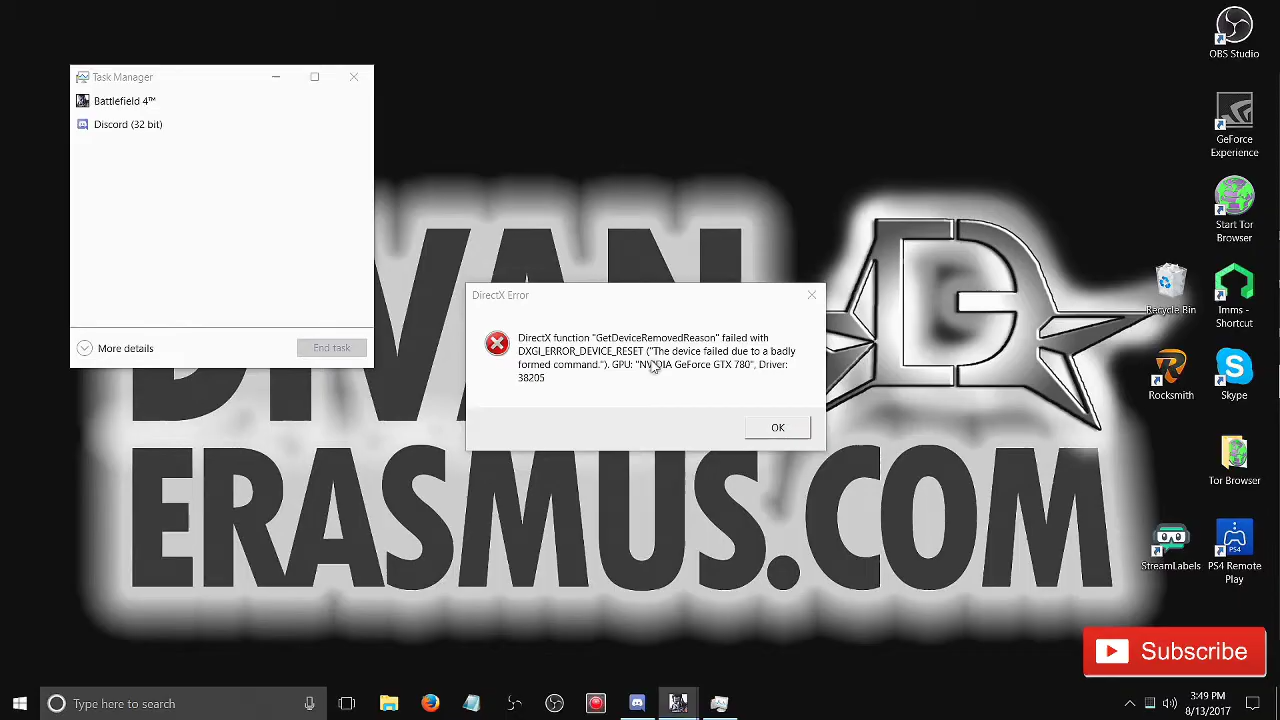 OBS Studio
Task Manager
Battlefield 4™
Discord (32 bit)
More details
End task
GeForce
Experience
Start Tor
Browser
DIVAN
ERASMUS.COM
DirectX Error
DirectX function "GetDeviceRemovedReason" failed with
DXGI_ERROR_DEVICE_RESET ("The device failed due to a badly
formed command."). GPU: "NVIDIA GeForce GTX 780", Driver:
38205
OK
Recycle Bin
Imms -
Shortcut
Rocksmith
Skype
Tor Browser
StreamLabels
PS4
PS4 Remote
Play
Subscribe
Type here to search
3:49 PM
8/13/2017